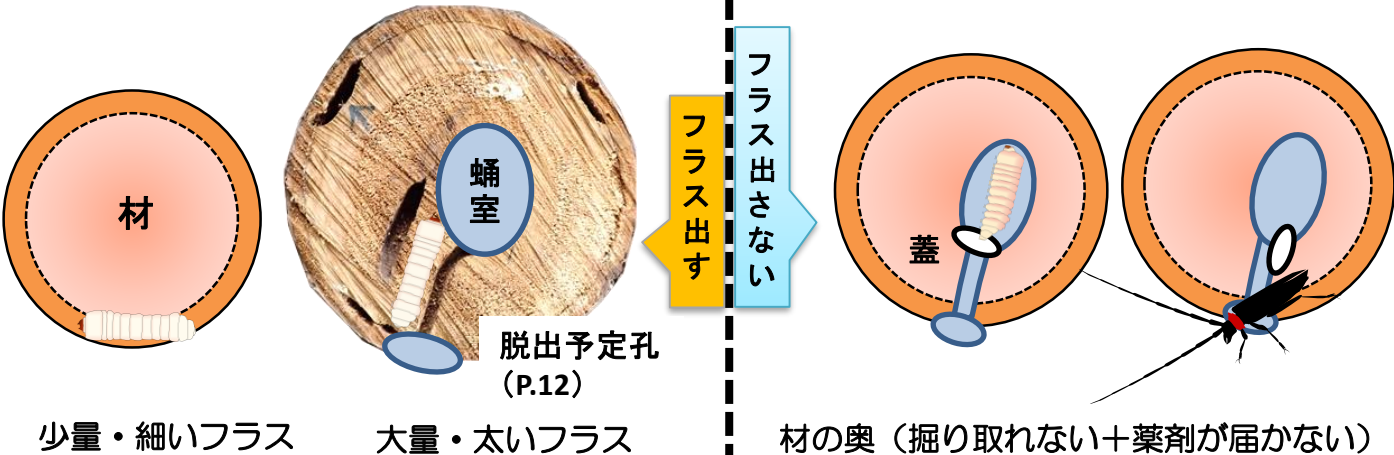 材
蛹
室
脱出予定孔
（P.12）
少量・細いフラス
大量・太いフラス
フラス出す
フラス出さない
蓋
材の奥（掘り取れない＋薬剤が届かない）